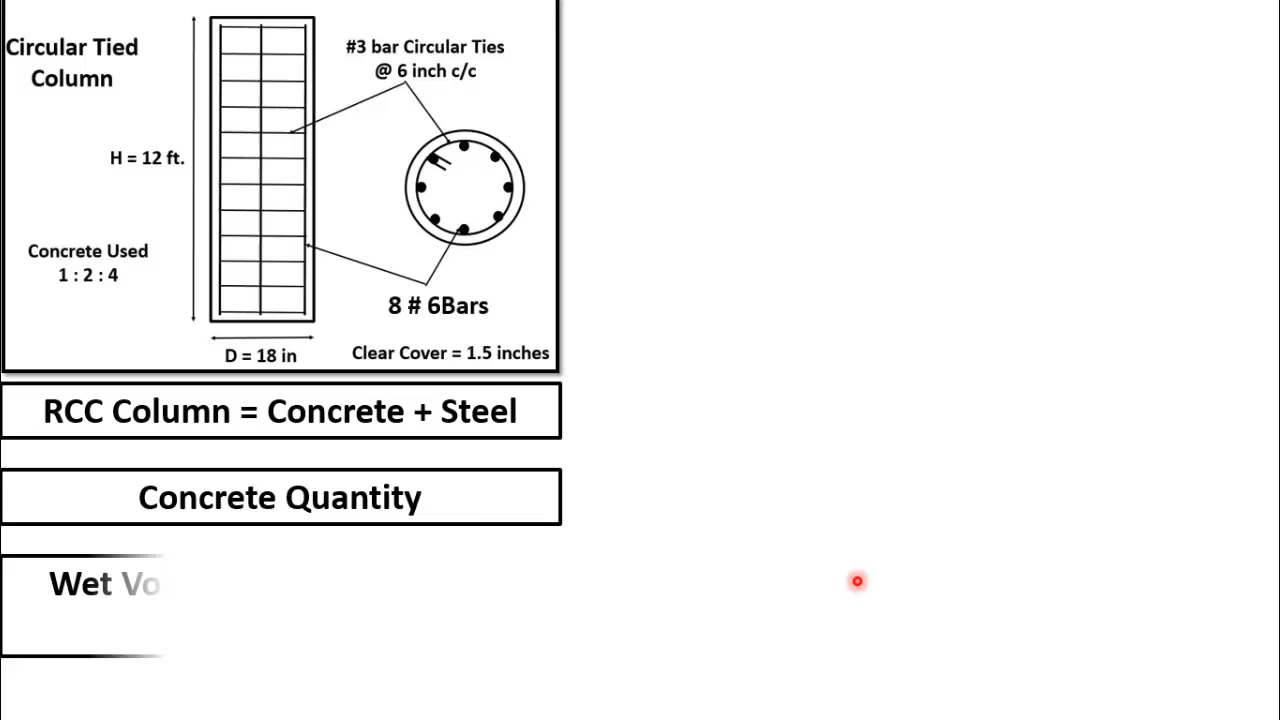 Circular Tied
Column
#3 bar Circular Ties
@ 6 inch c/c
H = 12 ft.
Concrete Used
1 : 2 : 4
8 # 6Bars
D = 18 in
Clear Cover = 1.5 inches
RCC Column = Concrete + Steel
Concrete Quantity
Wet